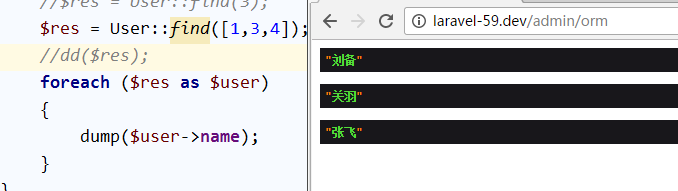 //$res = User::find(3);
$res = User::find([1,3,4]);
//dd($res);
foreach ($res as $user)
{
dump($user->name);
}
}
laravel-59.dev/admin/orm
"刘备"
"关羽"
"张飞"